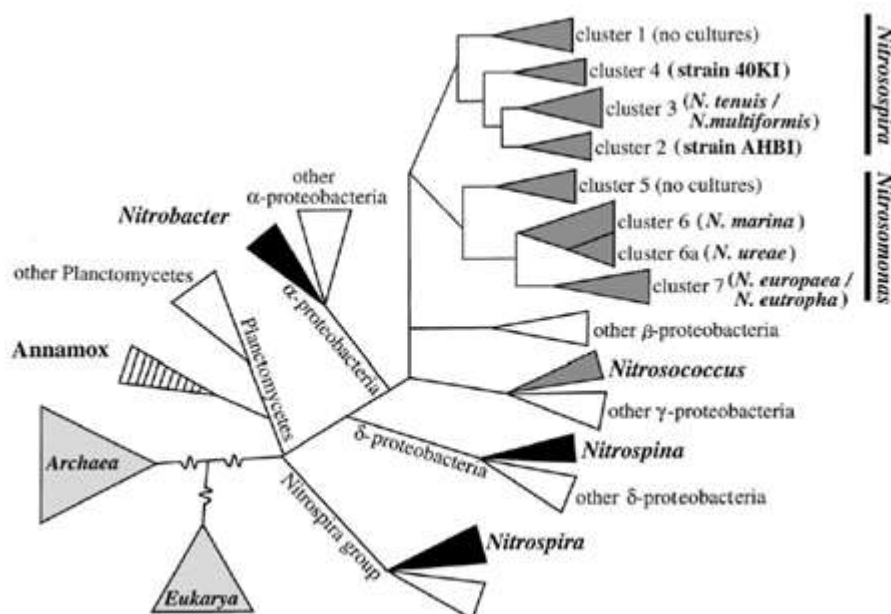 cluster 1 (no cultures)
cluster 4 (strain 40KI)
cluster 3 (N. tenuis /
N.multiformis)
cluster 2 (strain AHBI)
Nitrosospira
cluster 5 (no cultures)
cluster 6 (N. marina)
cluster 6a (N. ureae)
cluster 7 (N. europaea /
N. eutropha)
Nitrosomonas
other β-proteobacteria
other
α-proteobacteria
Nitrobacter
α-proteobacteria
other Planctomycetes
Planctomycetes
Annamox
Nitrosococcus
other γ-proteobacteria
δ-proteobacteria
Nitrospina
other δ-proteobacteria
Archaea
Eukarya
Nitrospira group
Nitrospira